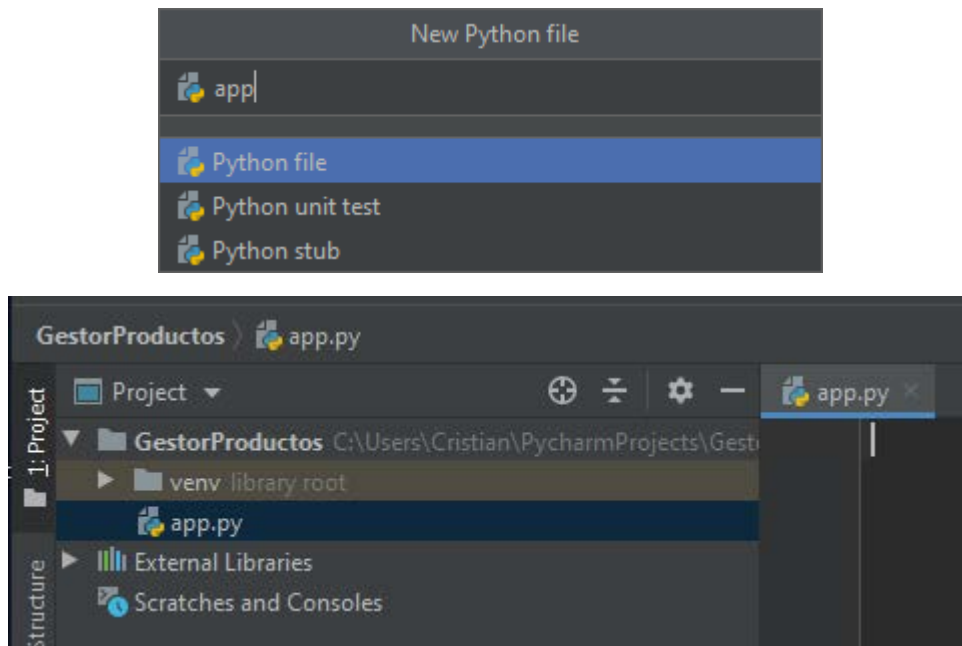 New Python file
app
Python file
Python unit test
Python stub
GestorProductos app.py
1: Project
Project
app.py
GestorProductos C:\Users\Cristian\PycharmProjects\Gest
venv library root
app.py
External Libraries
Scratches and Consoles
Structure